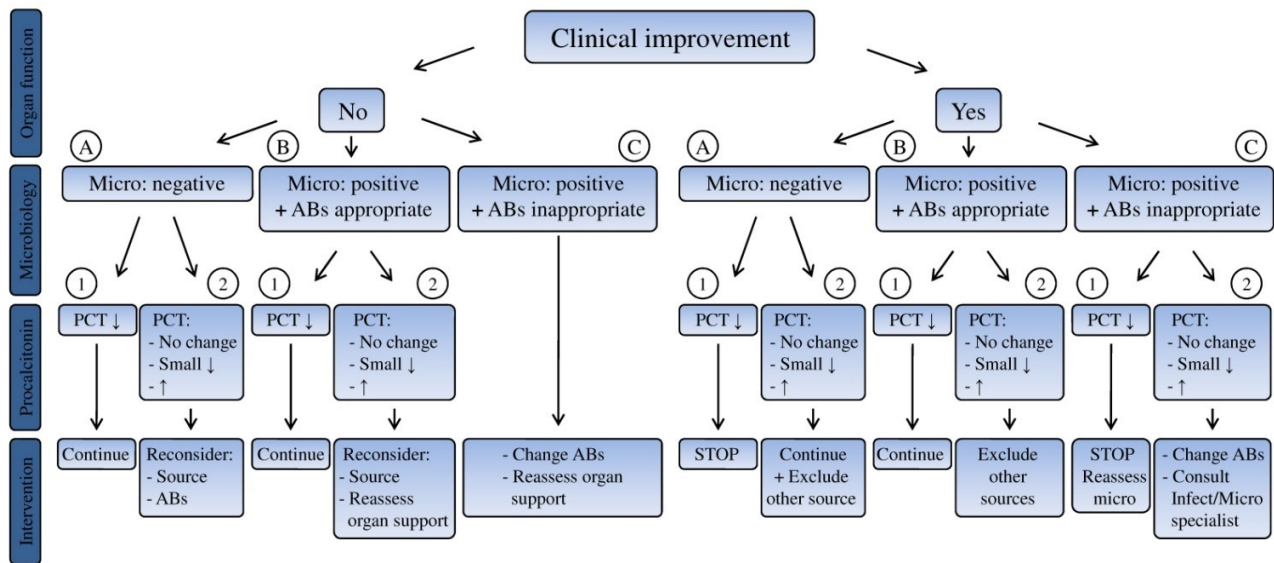 Organ function
Clinical improvement
No
Yes
Microbiology
A
Micro: negative
B
Micro: positive
+ ABs appropriate
C
Micro: positive
+ ABs inappropriate
A
Micro: negative
B
Micro: positive
+ ABs appropriate
C
Micro: positive
+ ABs inappropriate
Procalcitonin
1
PCT ↓
2
PCT:
- No change
- Small ↓
- ↑
1
PCT ↓
2
PCT:
- No change
- Small ↓
- ↑
1
PCT ↓
2
PCT:
- No change
- Small ↓
- ↑
1
PCT ↓
2
PCT:
- No change
- Small ↓
- ↑
1
PCT ↓
2
PCT:
- No change
- Small ↓
- ↑
Intervention
Continue
Reconsider:
- Source
- ABs
Continue
Reconsider:
- Source
- Reassess
organ support
- Change ABs
- Reassess organ
support
STOP
Continue
+ Exclude
other source
Continue
Exclude
other
sources
STOP
Reassess
micro
- Change ABs
- Consult
Infect/Micro
specialist